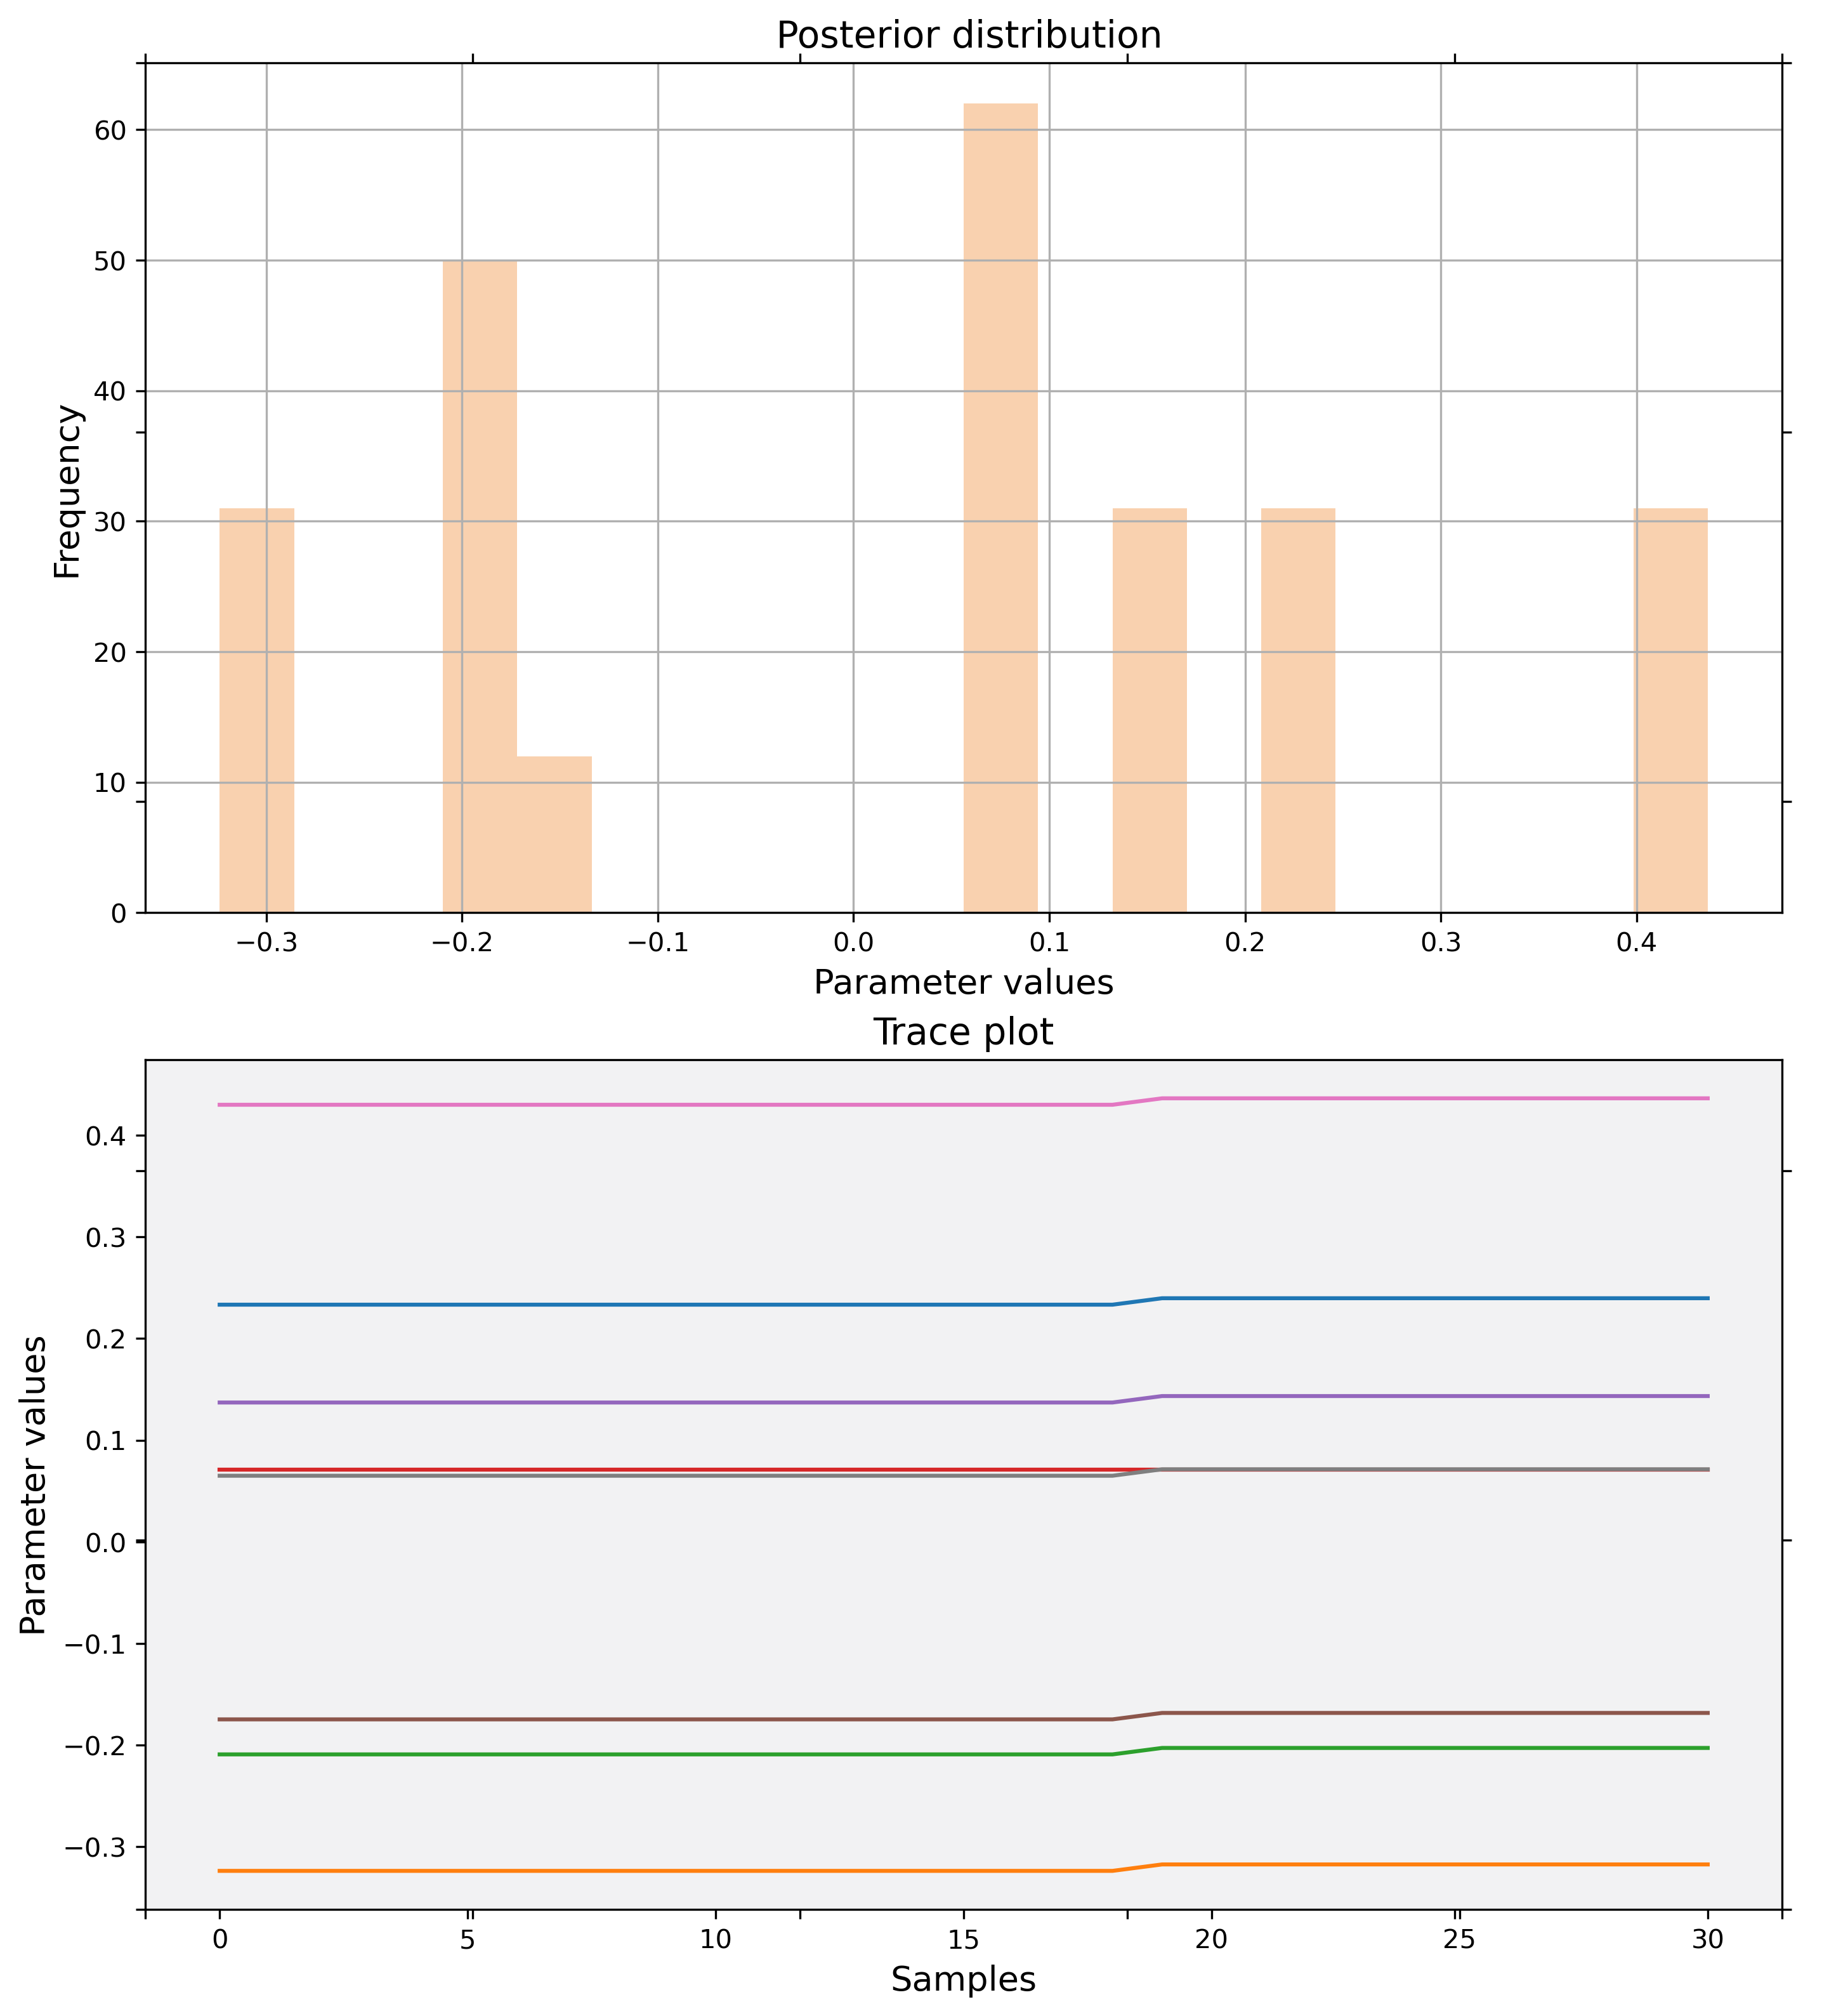 Posterior distribution
60
50
40
30
20
10
0
Frequency
−0.3 −0.2 −0.1 0.0 0.1 0.2 0.3 0.4
Parameter values
Trace plot
0.4
0.3
0.2
0.1
0.0
−0.1
−0.2
−0.3
Parameter values
0 5 10 15 20 25 30
Samples